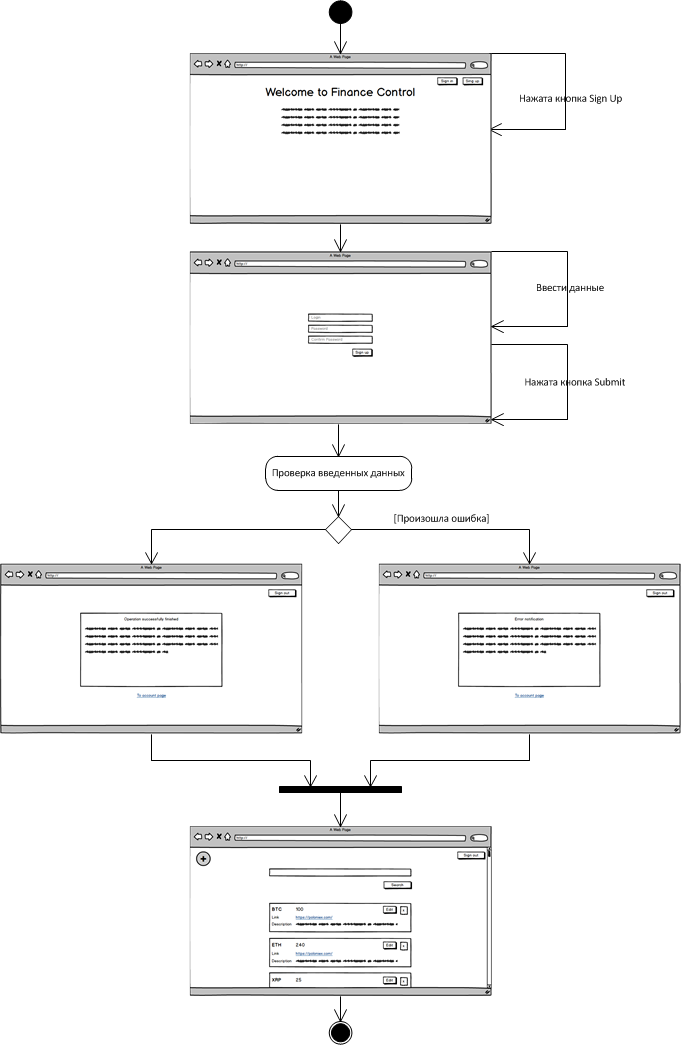 A Web Page
http://
Sign in
Sing up
Welcome to Finance Control
Нажата кнопка Sign Up
A Web Page
http://
Login
Password
Confirm Password
Sign up
Ввести данные
Нажата кнопка Submit
Проверка введенных данных
[Произошла ошибка]
A Web Page
http://
Sign out
Operation successfully finished
To account page
A Web Page
http://
Sign out
Error notification
To account page
A Web Page
http://
Sign out
Search
BTC 100 Edit x
Link https://poloniex.com/
Description
ETH 240 Edit x
Link https://poloniex.com/
Description
XRP 25 Edit x